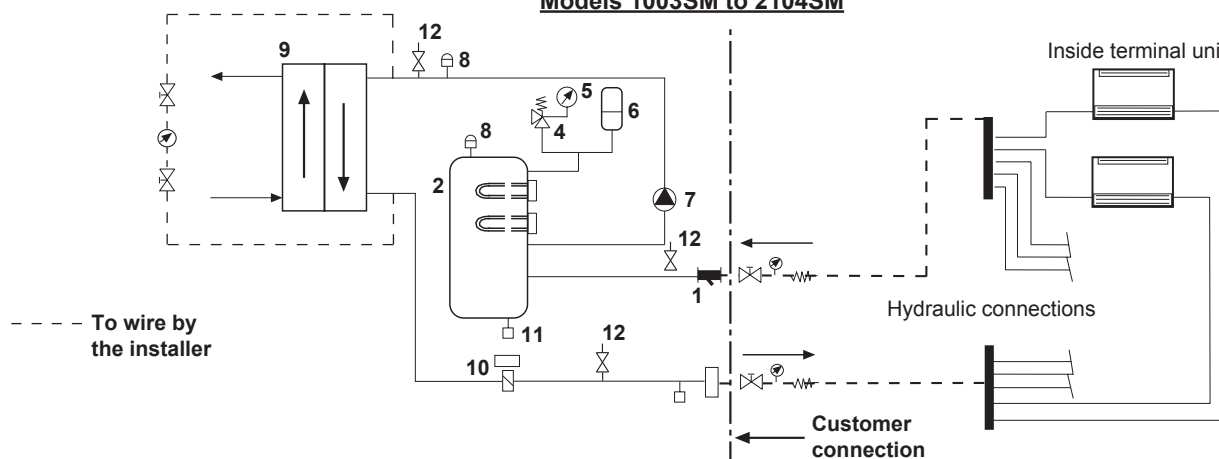 Models 1003SM to 2104SM
12
9
8
Inside terminal uni
5
6
4
8
2
7
12
1
Hydraulic connections
- - - - To wire by
the installer
11
12
10
Customer
connection